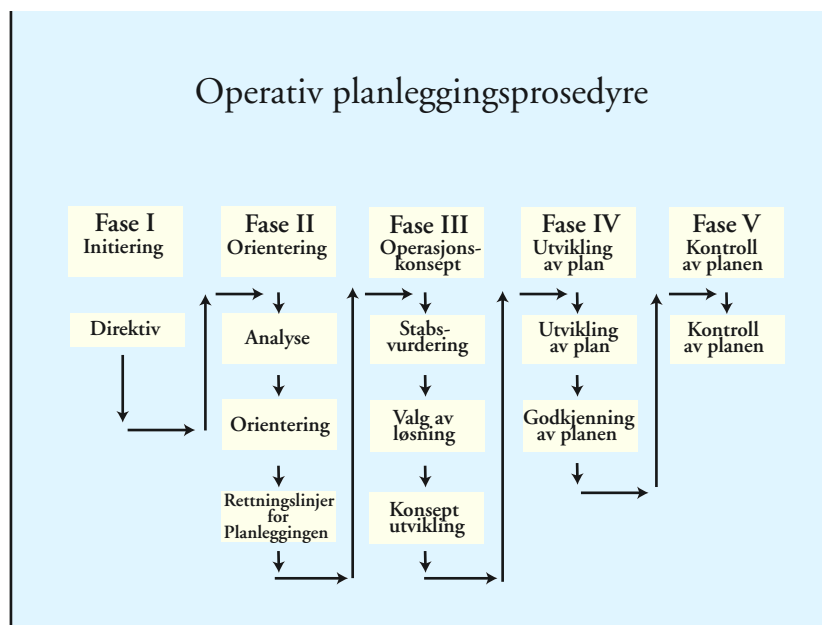 Operativ planleggingsprosedyre
Fase I
Initiering
Direktiv
Fase II
Orientering
Analyse
Orientering
Rettningslinjer
for
Planleggingen
Fase III
Operasjons-
konsept
Stabs-
vurdering
Valg av
løsning
Konsept
utvikling
Fase IV
Utvikling
av plan
Utvikling
av plan
Godkjenning
av planen
Fase V
Kontroll
av planen
Kontroll
av planen